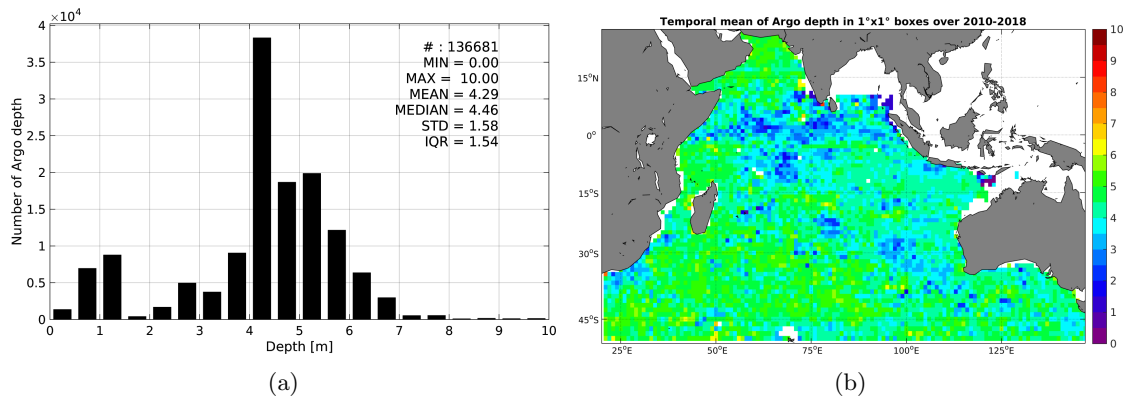 ×10⁴
4
3.5
3
2.5
2
1.5
1
0.5
0
Number of Argo depth
# : 136681
MIN = 0.00
MAX = 10.00
MEAN = 4.29
MEDIAN = 4.46
STD = 1.58
IQR = 1.54
0 1 2 3 4 5 6 7 8 9 10
Depth [m]
(a)
Temporal mean of Argo depth in 1°x1° boxes over 2010-2018
15°N
0°
15°S
30°S
45°S
25°E 50°E 75°E 100°E 125°E
10
9
8
7
6
5
4
3
2
1
0
(b)